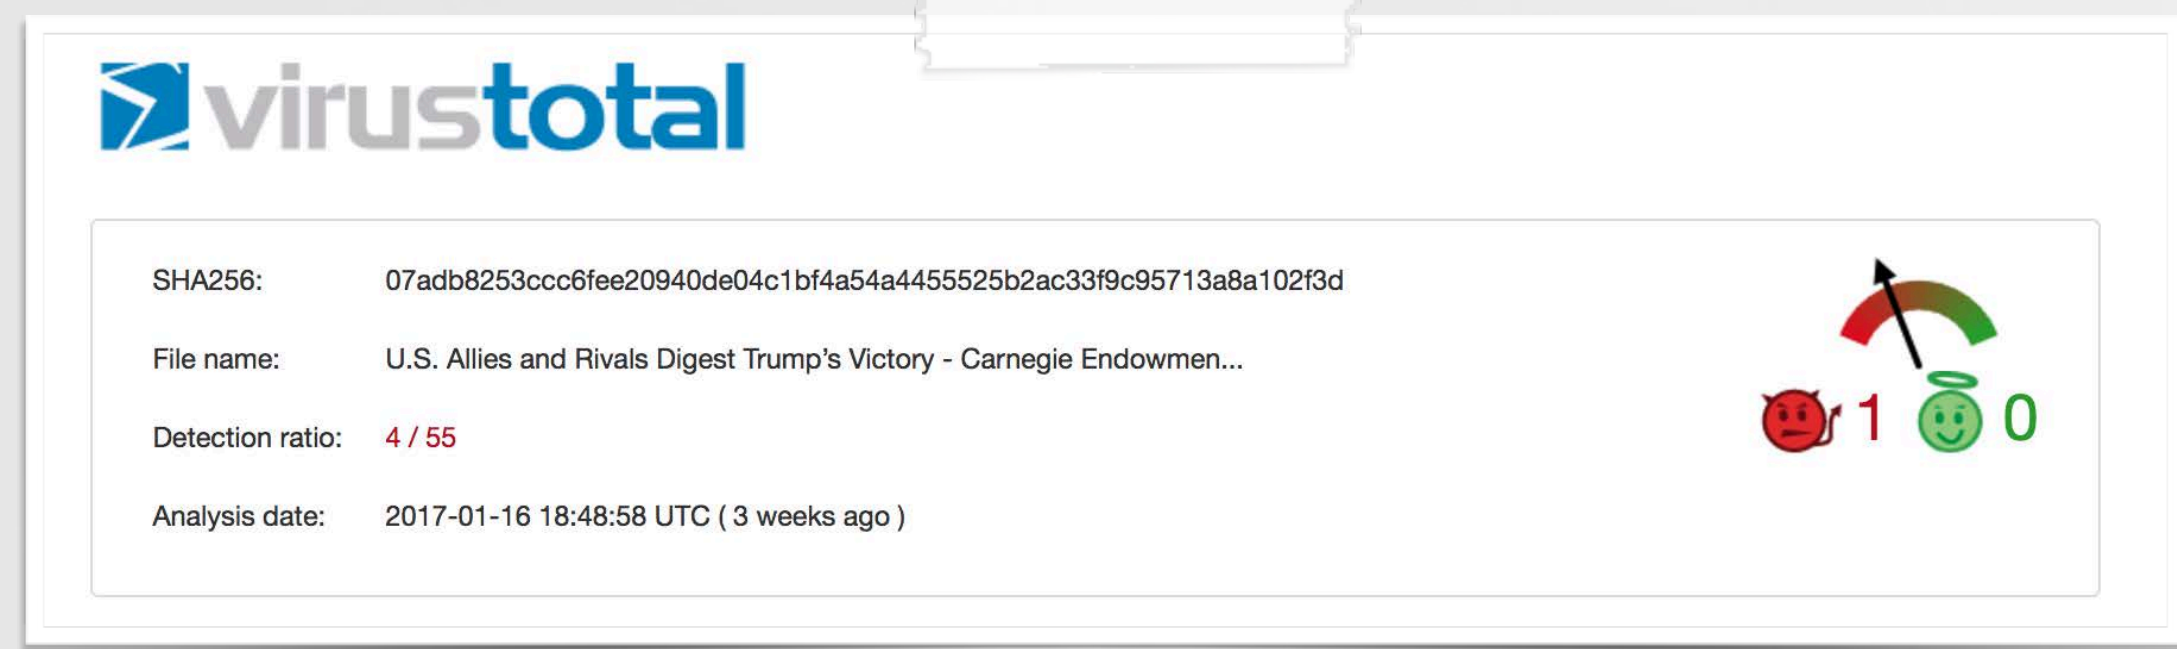 virustotal
SHA256: 07adb8253ccc6fee20940de04c1bf4a54a4455525b2ac33f9c95713a8a102f3d
File name: U.S. Allies and Rivals Digest Trump’s Victory - Carnegie Endowmen...
Detection ratio: 4 / 55
1 0
Analysis date: 2017-01-16 18:48:58 UTC ( 3 weeks ago )